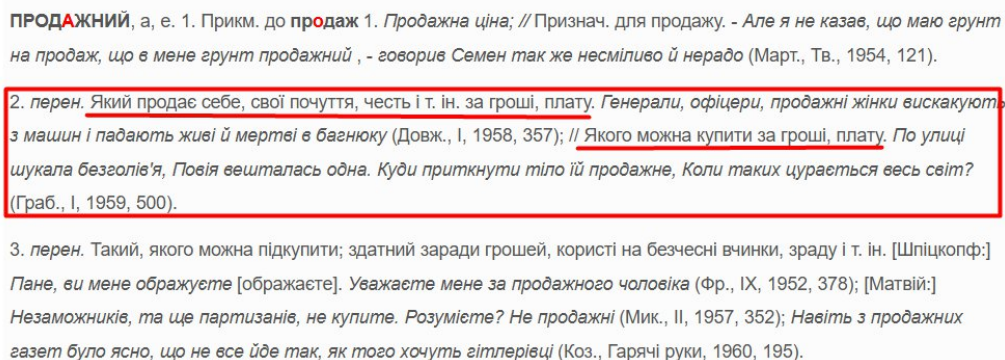 ПРОДАЖНИЙ, а, е. 1. Прикм. до продаж 1. Продажна ціна; // Признач. для продажу. - Але я не казав, що маю грунт
на продаж, що в мене грунт продажний , - говорив Семен так же несміливо й нерадо (Март., Тв., 1954, 121).
2. перен. Який продає себе, свої почуття, честь і т. ін. за гроші, плату. Генерали, офіцери, продажні жінки вискакують
з машин і падають живі й мертві в багнюку (Довж., І, 1958, 357); // Якого можна купити за гроші, плату. По улиці
шукала безголів'я, Повія вешталась одна. Куди приткнути тіло їй продажне, Коли таких цурається весь світ?
(Граб., І, 1959, 500).
3. перен. Такий, якого можна підкупити; здатний заради грошей, користі на безчесні вчинки, зраду і т. ін. [Шпіцкопф:]
Пане, ви мене ображуєте [ображаєте]. Уважаєте мене за продажного чоловіка (Фр., IX, 1952, 378); [Матвій:]
Незаможників, та ще партизанів, не купите. Розумієте? Не продажні (Мик., II, 1957, 352); Навіть з продажних
газет було ясно, що не все йде так, як того хочуть гітлерівці (Коз., Гарячі руки, 1960, 195).